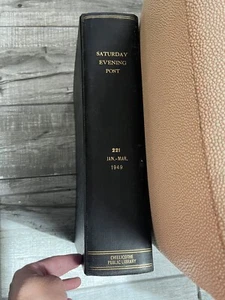 SATURDAY
EVENING
POST
221
JAN.-MAR.
1949
CHILLICOTHE
PUBLIC LIBRARY